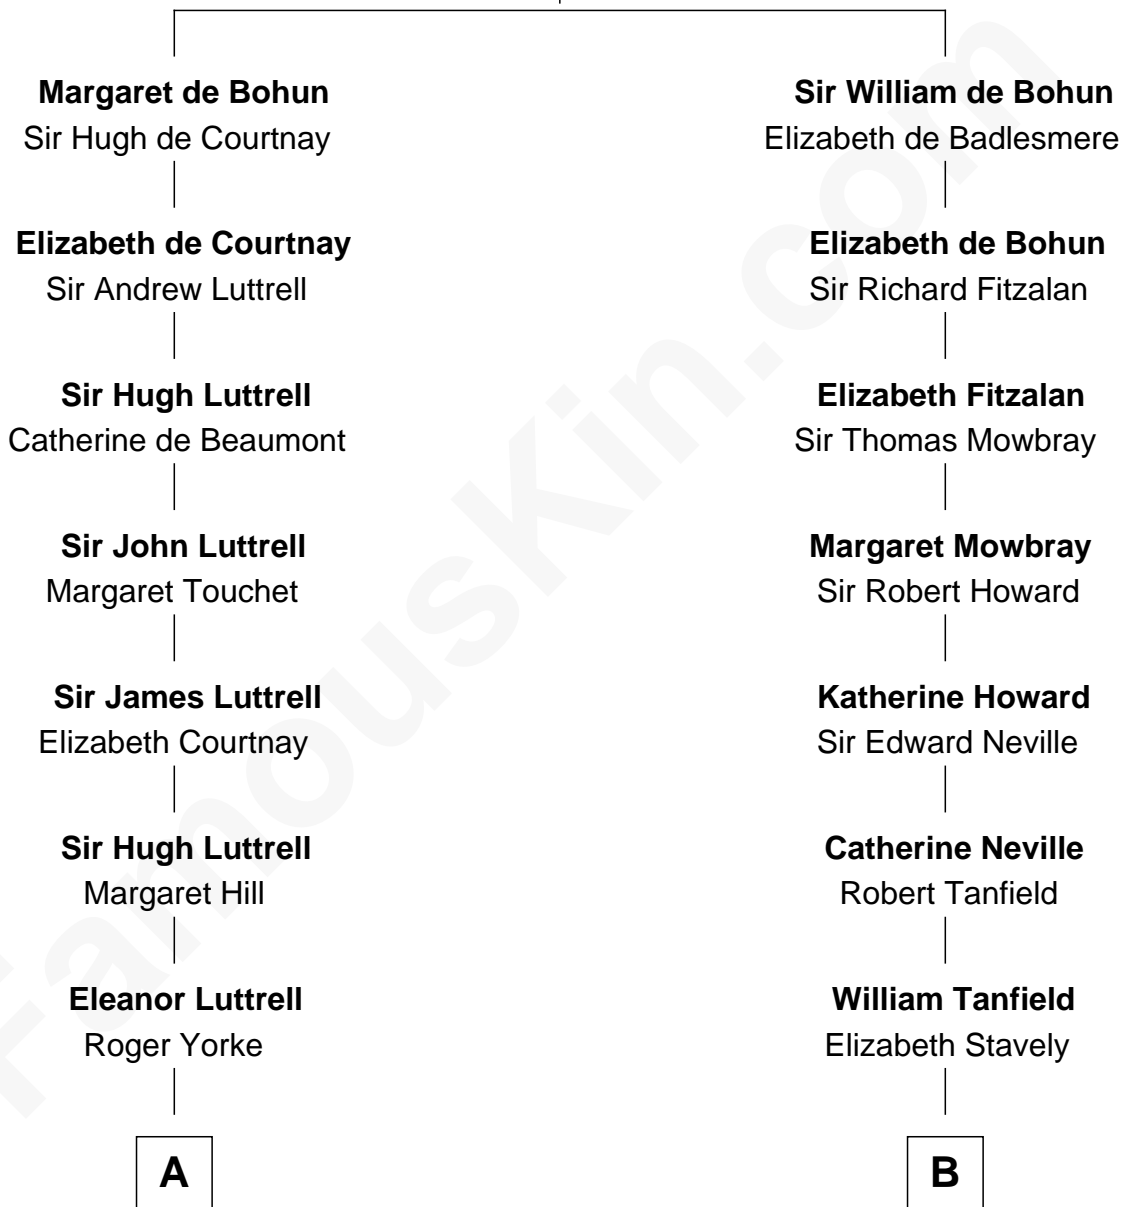 Margaret de Bohun
Sir Hugh de Courtnay
Elizabeth de Courtnay
Sir Andrew Luttrell
Sir Hugh Luttrell
Catherine de Beaumont
Sir John Luttrell
Margaret Touchet
Sir James Luttrell
Elizabeth Courtnay
Sir Hugh Luttrell
Margaret Hill
Eleanor Luttrell
Roger Yorke
A
Sir William de Bohun
Elizabeth de Badlesmere
Elizabeth de Bohun
Sir Richard Fitzalan
Elizabeth Fitzalan
Sir Thomas Mowbray
Margaret Mowbray
Sir Robert Howard
Katherine Howard
Sir Edward Neville
Catherine Neville
Robert Tanfield
William Tanfield
Elizabeth Stavely
B
FamousKin.com